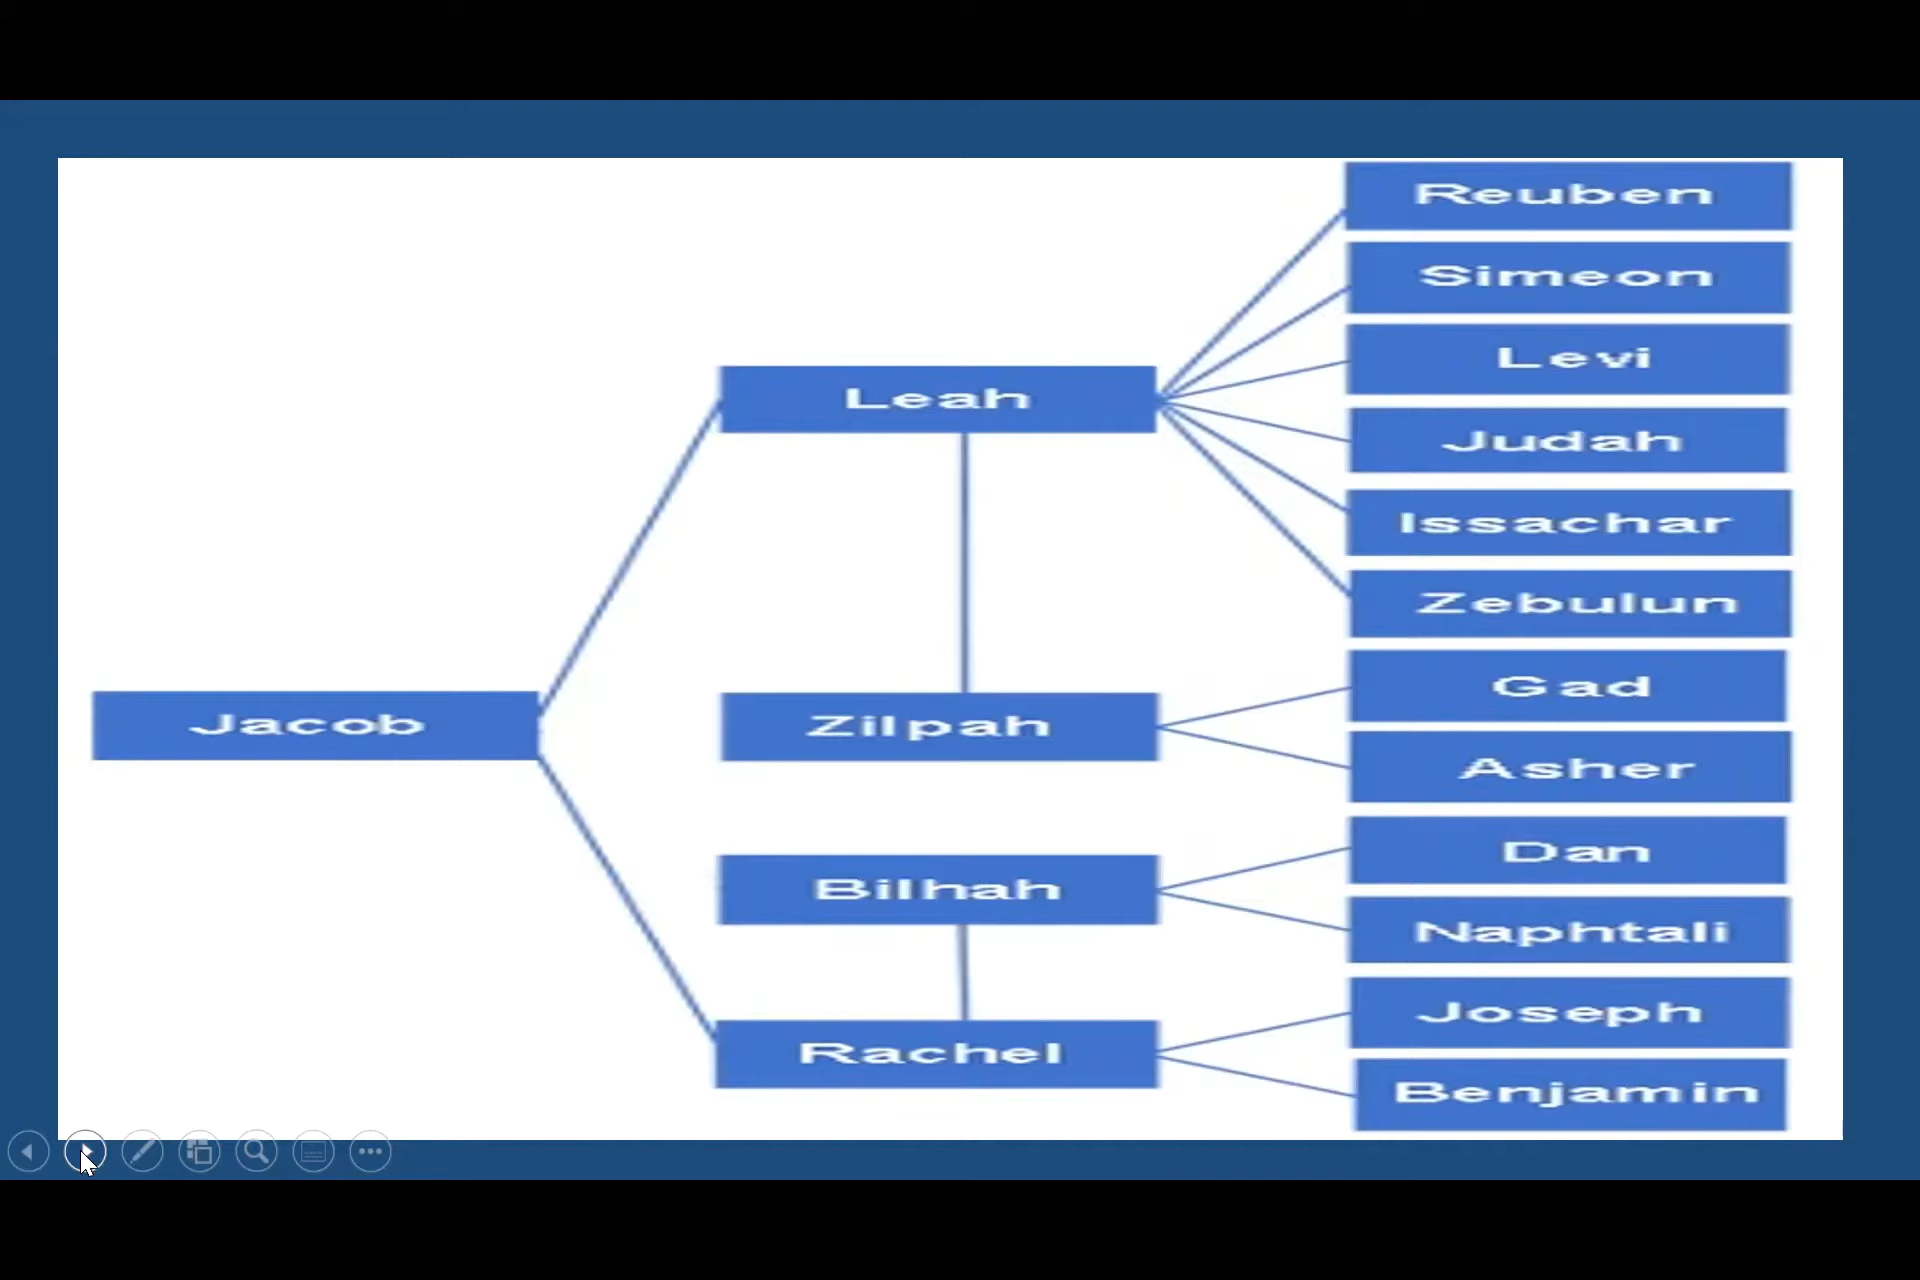 Jacob
Leah
Zilpah
Bilhah
Rachel
Reuben
Simeon
Levi
Judah
Issachar
Zebulun
Gad
Asher
Dan
Naphtali
Joseph
Benjamin